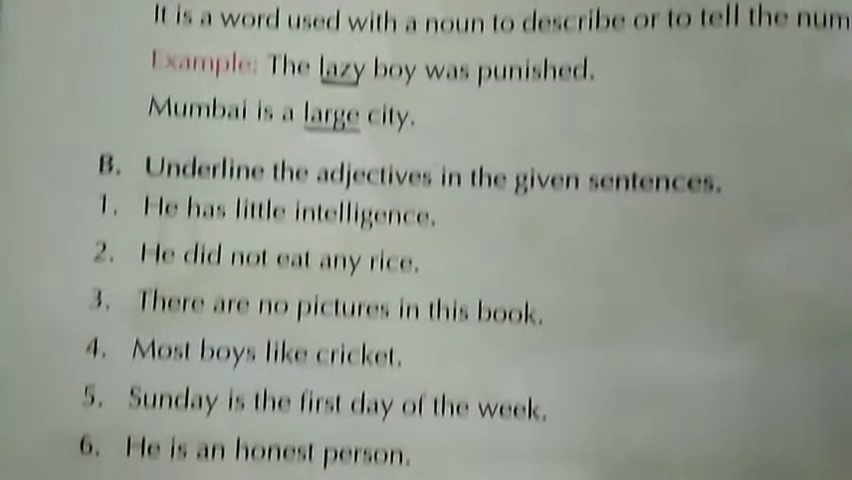 It is a word used with a noun to describe or to tell the num
Example: The lazy boy was punished.
Mumbai is a large city.
B. Underline the adjectives in the given sentences.
1. He has little intelligence.
2. He did not eat any rice.
3. There are no pictures in this book.
4. Most boys like cricket.
5. Sunday is the first day of the week.
6. He is an honest person.